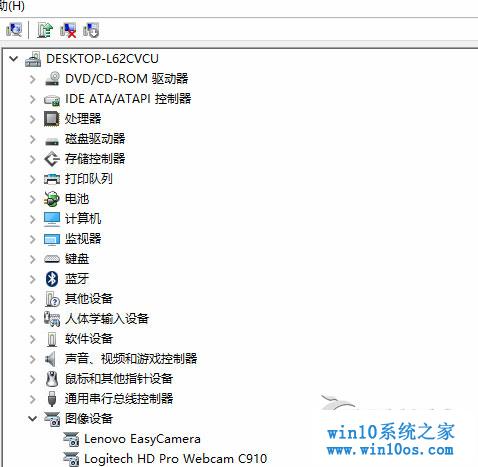 助(H)
DESKTOP-L62CVCU
DVD/CD-ROM 驱动器
IDE ATA/ATAPI 控制器
处理器
磁盘驱动器
存储控制器
打印队列
电池
计算机
监视器
键盘
蓝牙
其他设备
人体学输入设备
软件设备
声音、视频和游戏控制器
鼠标和其他指针设备
通用串行总线控制器
图像设备
Lenovo EasyCamera
Logitech HD Pro Webcam C910
win10系统之家
www.win10os.com